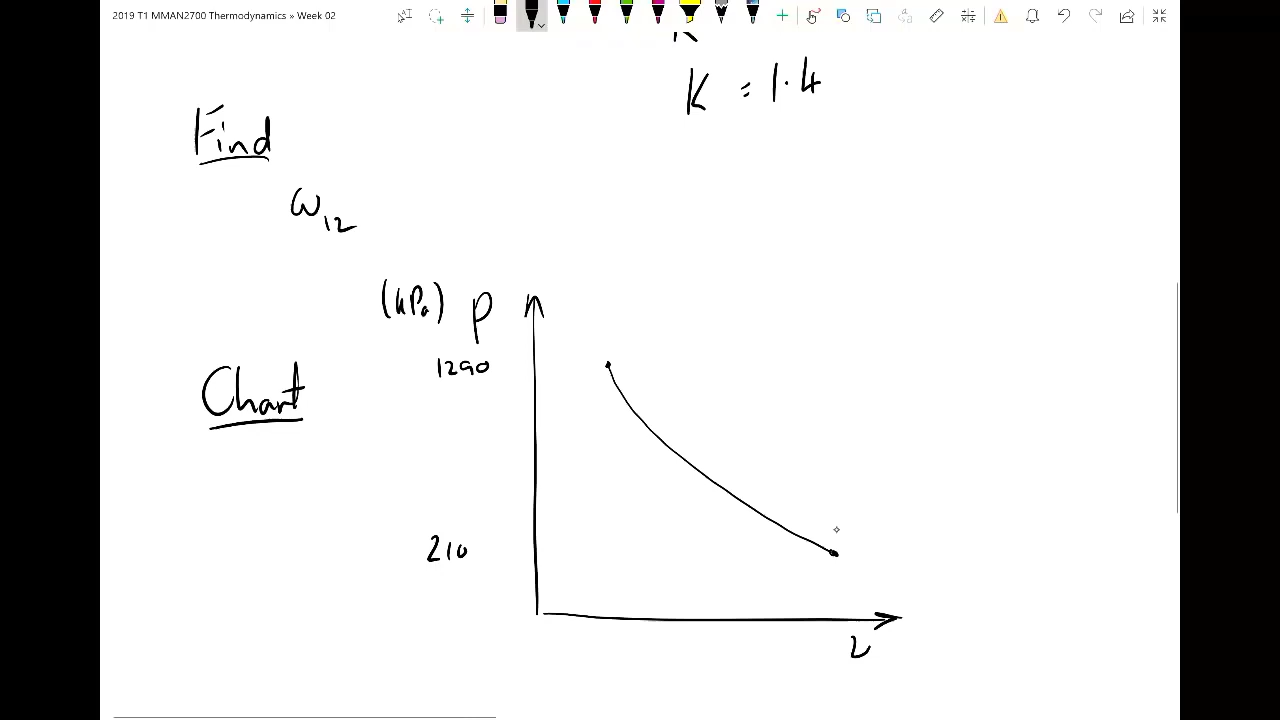 2019 T1 MMAN2700 Thermodynamics » Week 02
K = 1.4
Find
w12
(kPa) P
1290
Chart
210